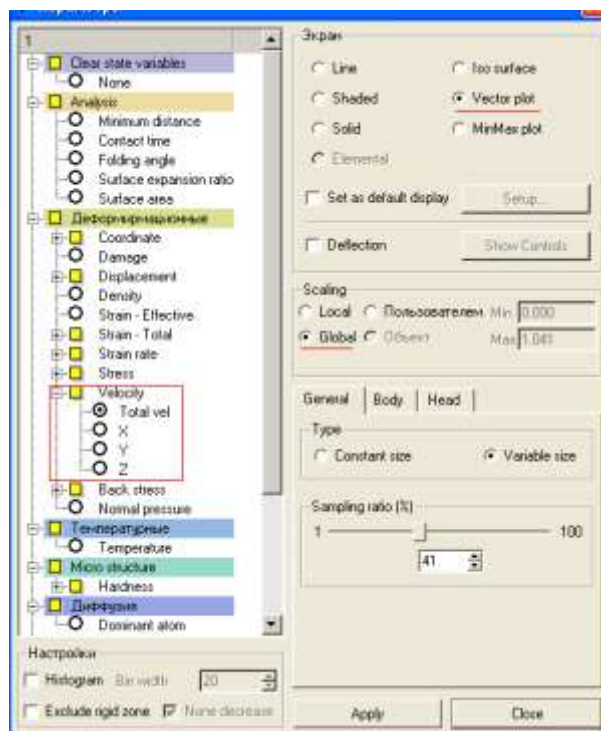 1
Clear state variables
None
Analysis
Minimum distance
Contact time
Folding angle
Surface expansion ratio
Surface area
Деформирмационные
Coordinate
Damage
Displacement
Density
Strain - Effective
Strain - Total
Strain rate
Stress
Velocity
Total vel
X
Y
Z
Back stress
Normal pressure
Температурные
Temperature
Micro structure
Hardness
Диффузия
Dominant atom
Настройки
Histogram Bin width 20
Exclude rigid zone None decrease
Экран
Line Iso surface
Shaded Vector plot
Solid MinMax plot
Elemental
Set as default display Setup...
Deflection Show Controls
Scaling
Local Пользователем Min 0.000
Global Объект Max 1.041
General Body Head
Type
Constant size Variable size
Sampling ratio (%)
1 100
41
Apply Close